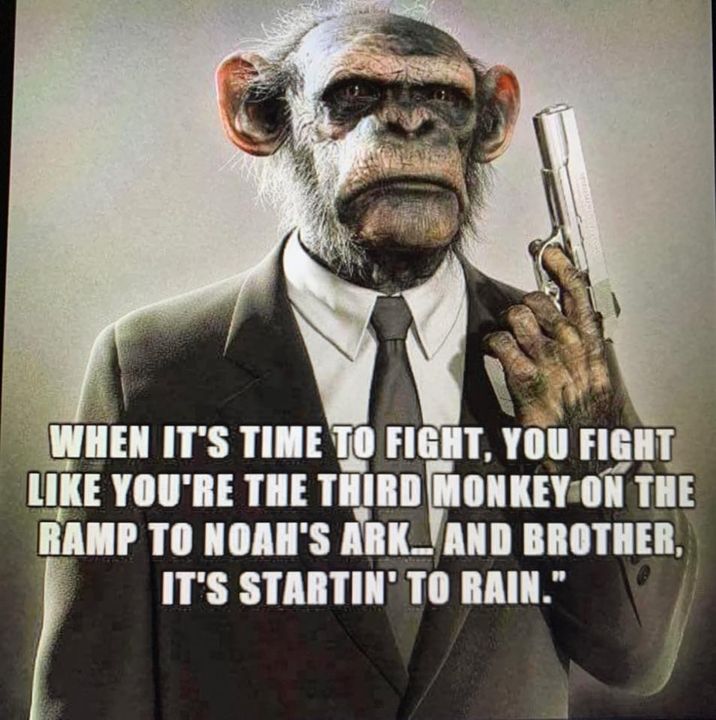 WHEN IT'S TIME TO FIGHT, YOU FIGHT
LIKE YOU'RE THE THIRD MONKEY ON THE
RAMP TO NOAH'S ARK... AND BROTHER,
IT'S STARTIN' TO RAIN."